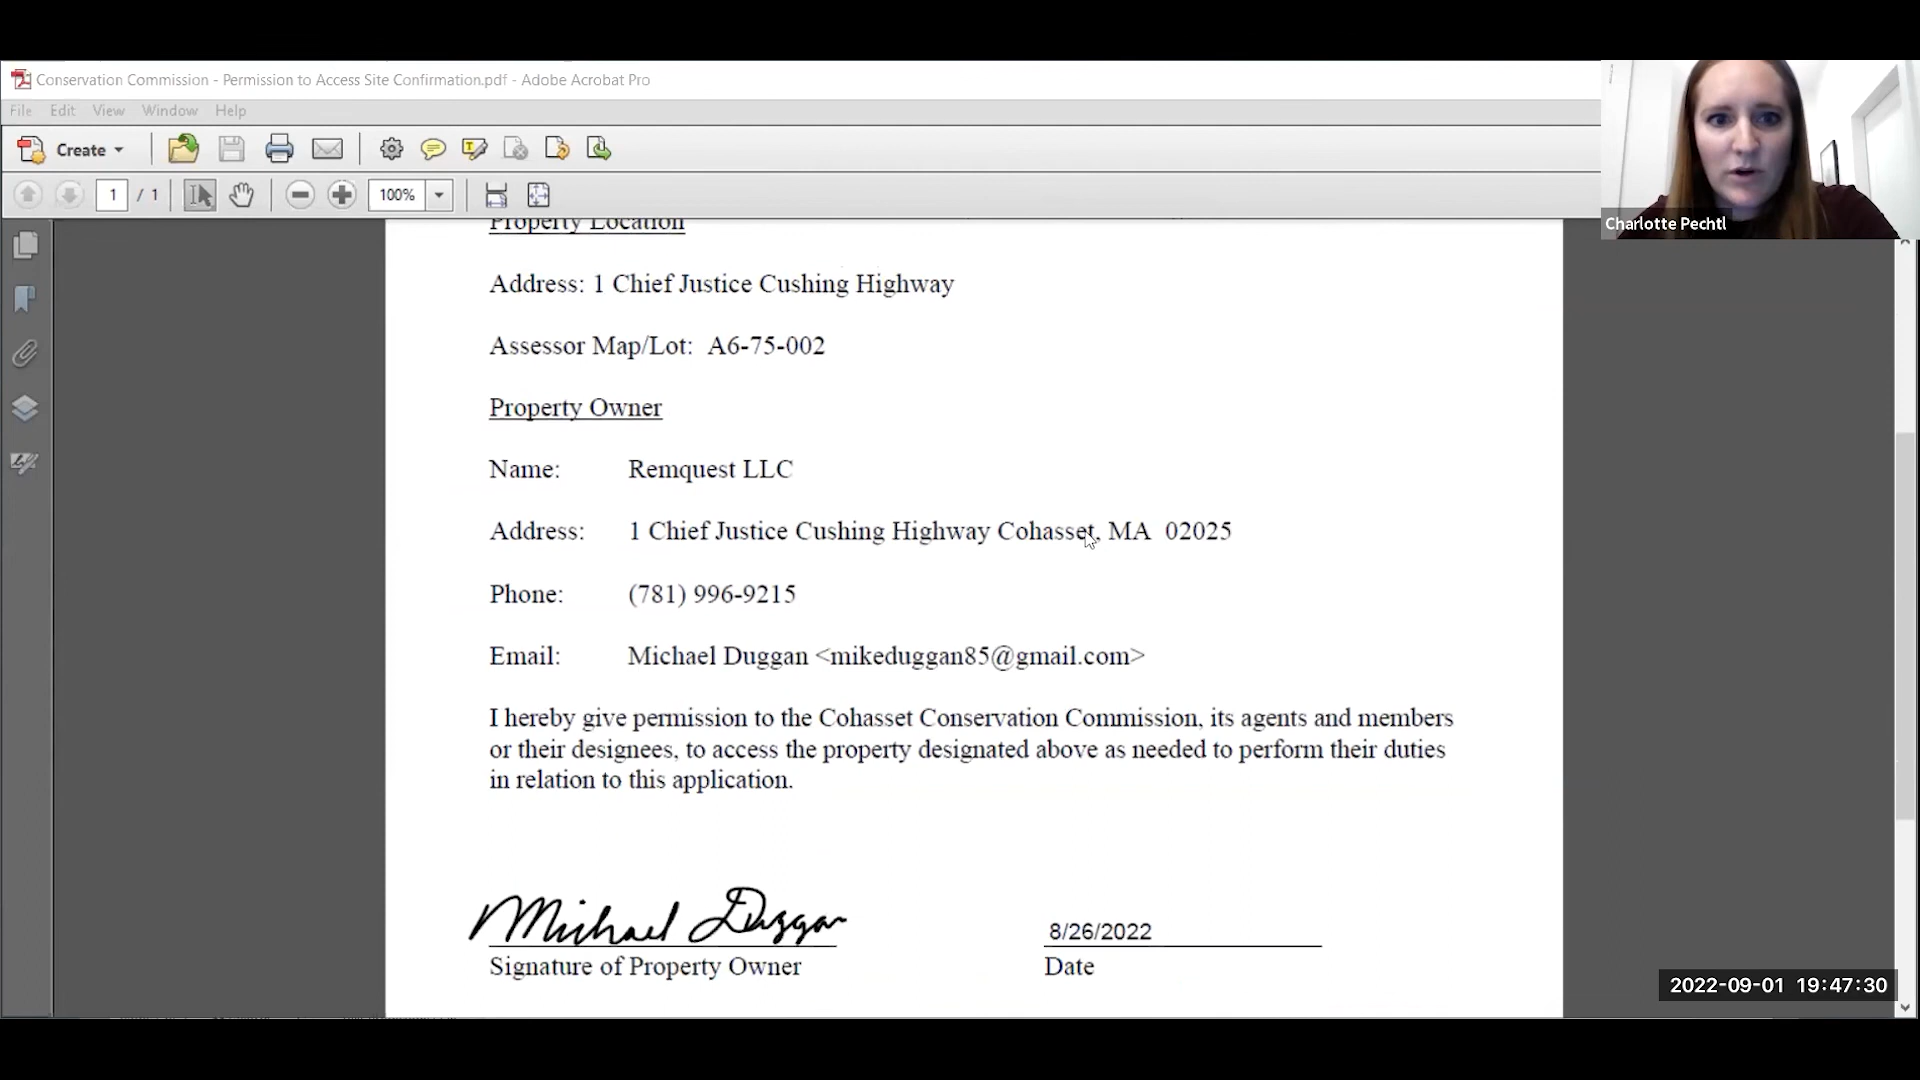 Conservation Commission - Permission to Access Site Confirmation.pdf - Adobe Acrobat Pro
File Edit View Window Help
Create
1 / 1 100%
Property Location
Address: 1 Chief Justice Cushing Highway
Assessor Map/Lot: A6-75-002
Property Owner
Name: Remquest LLC
Address: 1 Chief Justice Cushing Highway Cohasset, MA 02025
Phone: (781) 996-9215
Email: Michael Duggan <mikeduggan85@gmail.com>
I hereby give permission to the Cohasset Conservation Commission, its agents and members
or their designees, to access the property designated above as needed to perform their duties
in relation to this application.
Michael Duggan 8/26/2022
Signature of Property Owner Date
Charlotte Pechtl
2022-09-01 19:47:30